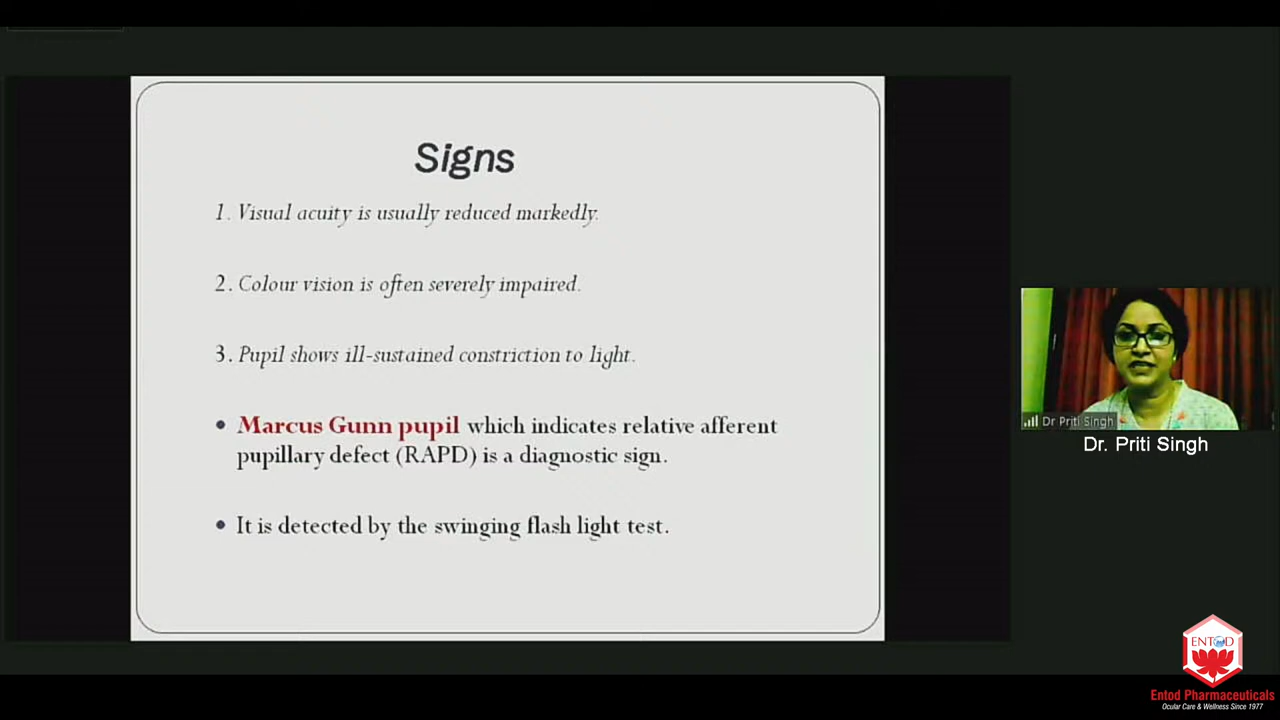 Signs
1. Visual acuity is usually reduced markedly.
2. Colour vision is often severely impaired.
3. Pupil shows ill-sustained constriction to light.
• Marcus Gunn pupil which indicates relative afferent
pupillary defect (RAPD) is a diagnostic sign.
• It is detected by the swinging flash light test.
Dr Priti Singh
Dr. Priti Singh
ENTOD
Entod Pharmaceuticals
Ocular Care & Wellness Since 1977